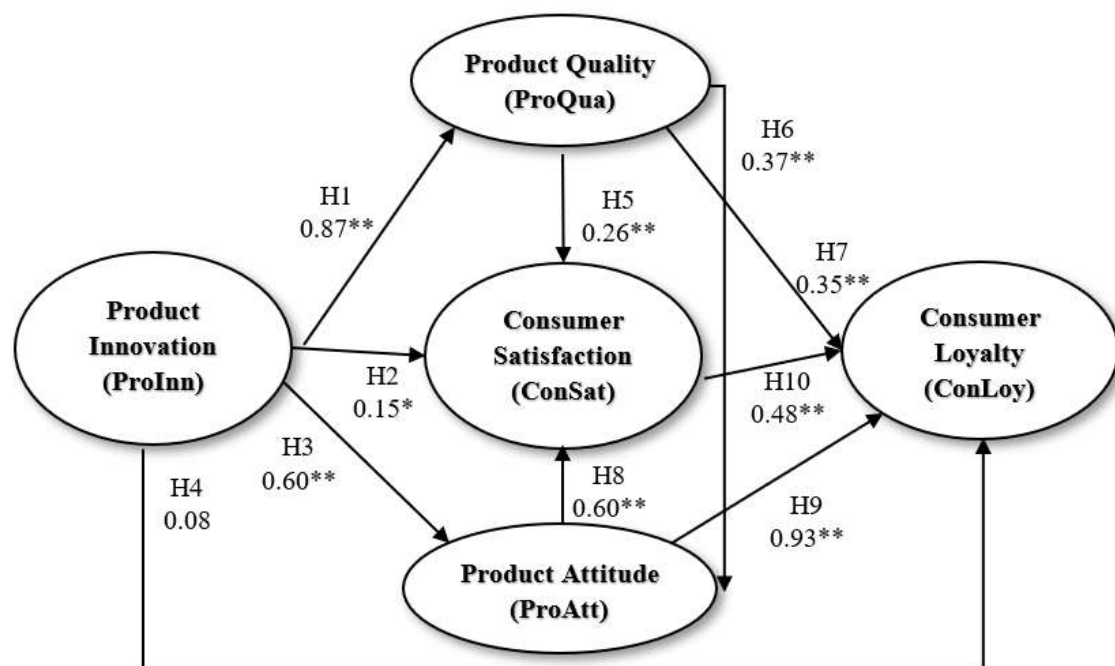 Product Quality
(ProQua)
H6
0.37**
H1
0.87**
H5
0.26**
H7
0.35**
Product
Innovation
(ProInn)
Consumer
Satisfaction
(ConSat)
Consumer
Loyalty
(ConLoy)
H2
0.15*
H10
0.48**
H3
0.60**
H4
0.08
H8
0.60**
H9
0.93**
Product Attitude
(ProAtt)